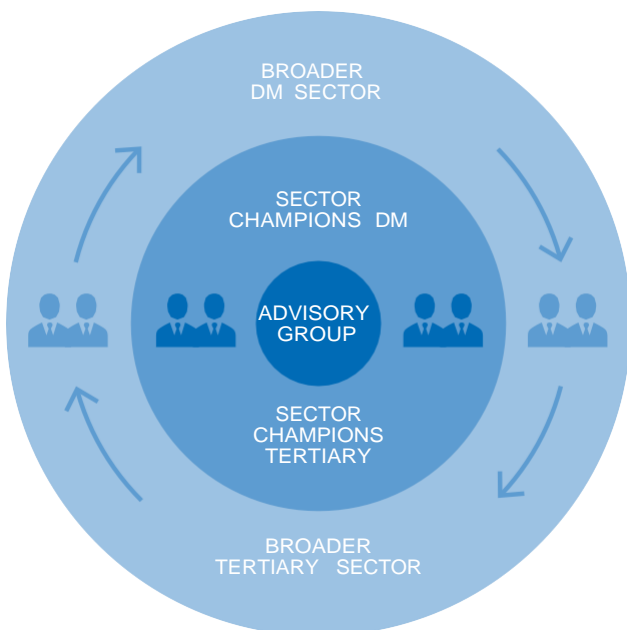 BROADER
DM SECTOR
SECTOR
CHAMPIONS DM
ADVISORY
GROUP
SECTOR
CHAMPIONS
TERTIARY
BROADER
TERTIARY SECTOR